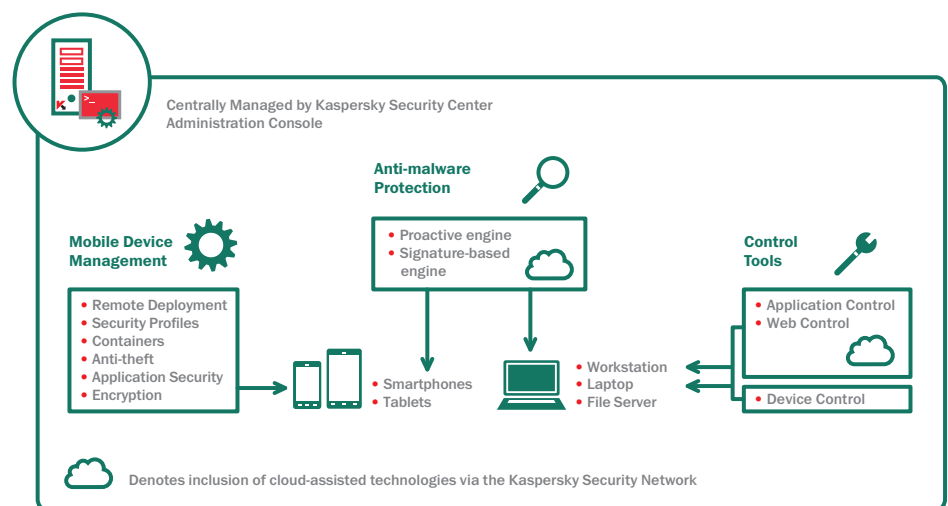 Centrally Managed by Kaspersky Security Center
Administration Console
Anti-malware
Protection
• Proactive engine
• Signature-based
engine
Mobile Device
Management
• Remote Deployment
• Security Profiles
• Containers
• Anti-theft
• Application Security
• Encryption
• Smartphones
• Tablets
• Workstation
• Laptop
• File Server
Control
Tools
• Application Control
• Web Control
• Device Control
Denotes inclusion of cloud-assisted technologies via the Kaspersky Security Network